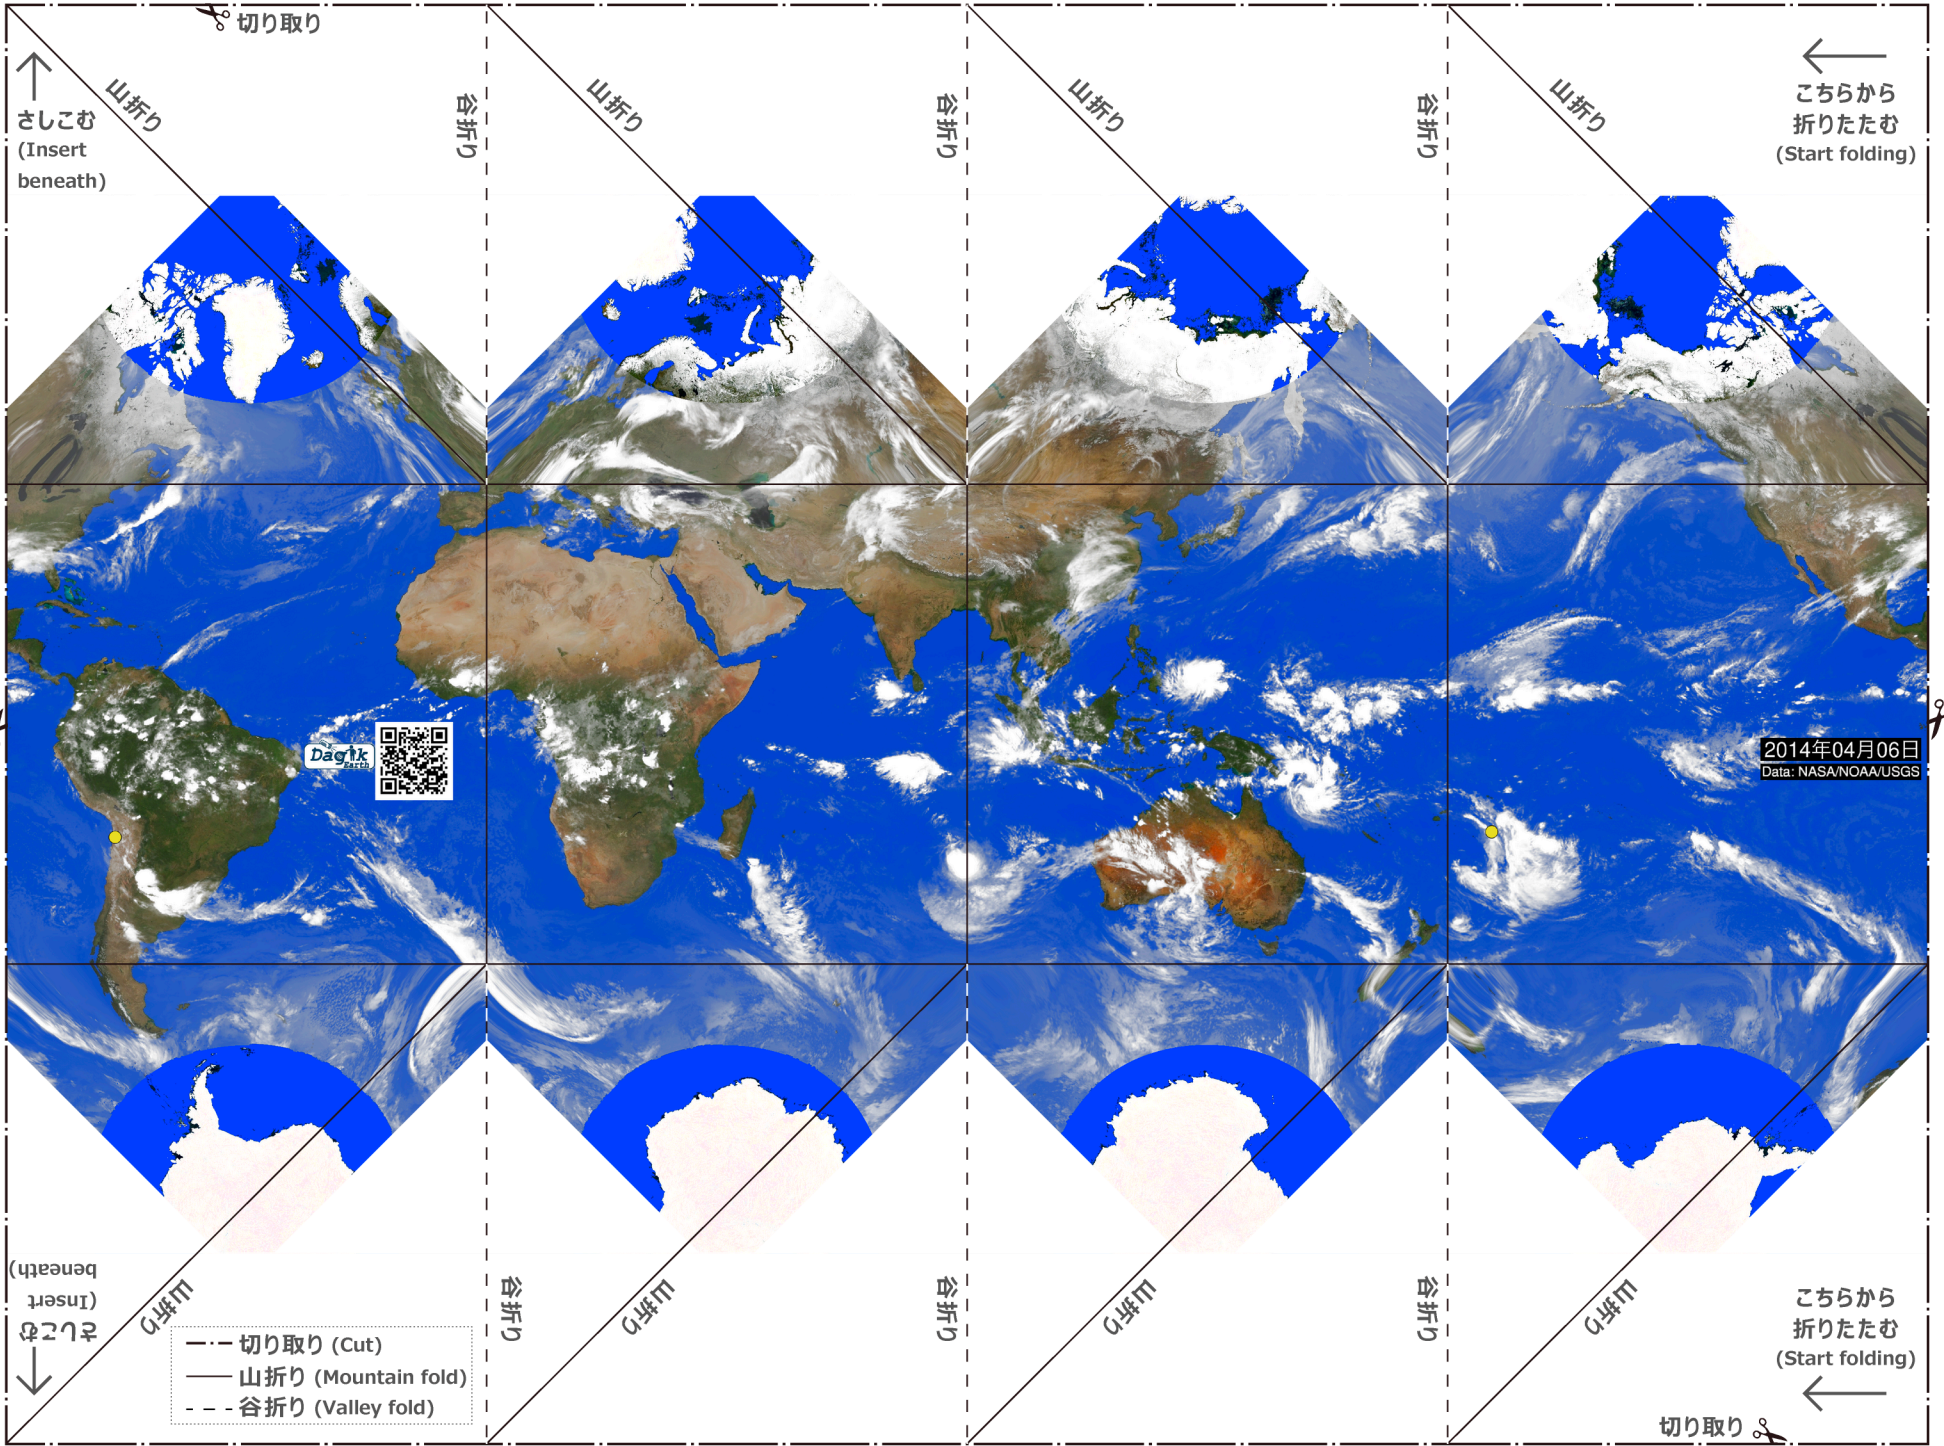 切り取り
山折り
谷折り
山折り
谷折り
山折り
谷折り
山折り
さしこむ
(Insert
beneath)
こちらから
折りたたむ
(Start folding)
Dagik
Earth
2014年04月06日
Data: NASA/NOAA/USGS
さしこむ
(Insert
beneath)
山折り
谷折り
山折り
谷折り
山折り
谷折り
山折り
切り取り (Cut)
山折り (Mountain fold)
谷折り (Valley fold)
こちらから
折りたたむ
(Start folding)
切り取り